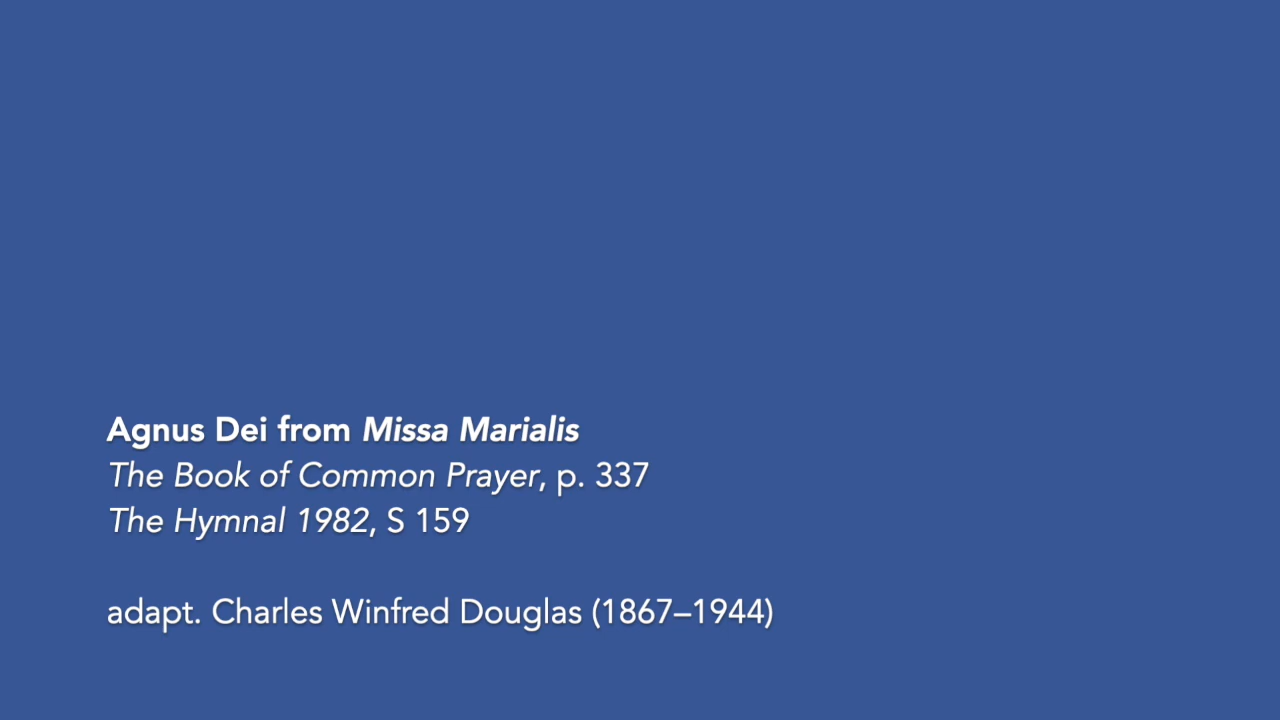 Agnus Dei from Missa Marialis
The Book of Common Prayer, p. 337
The Hymnal 1982, S 159
adapt. Charles Winfred Douglas (1867–1944)